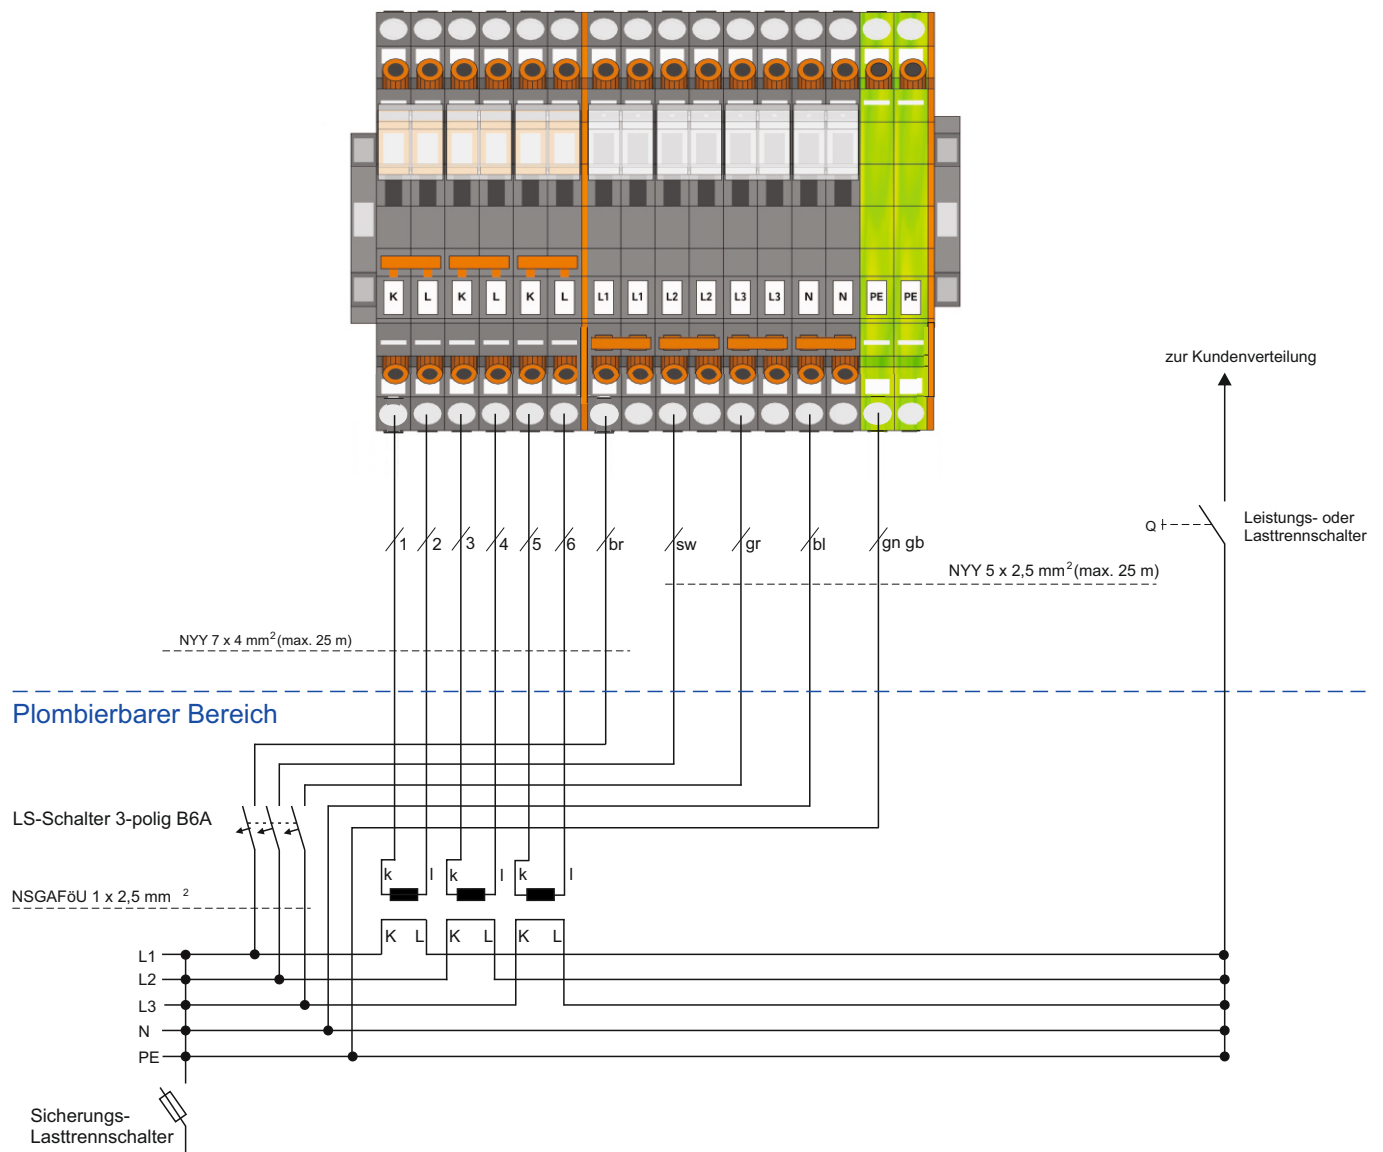 K L K L K L L1 L1 L2 L2 L3 L3 N N PE PE
zur Kundenverteilung
1 2 3 4 5 6 br sw gr bl gn gb
Q
Leistungs- oder
Lasttrennschalter
NYY 5 x 2,5 mm² (max. 25 m)
NYY 7 x 4 mm² (max. 25 m)
Plombierbarer Bereich
LS-Schalter 3-polig B6A
k l k l k l
NSGAFöU 1 x 2,5 mm ²
K L K L K L
L1
L2
L3
N
PE
Sicherungs-
Lasttrennschalter